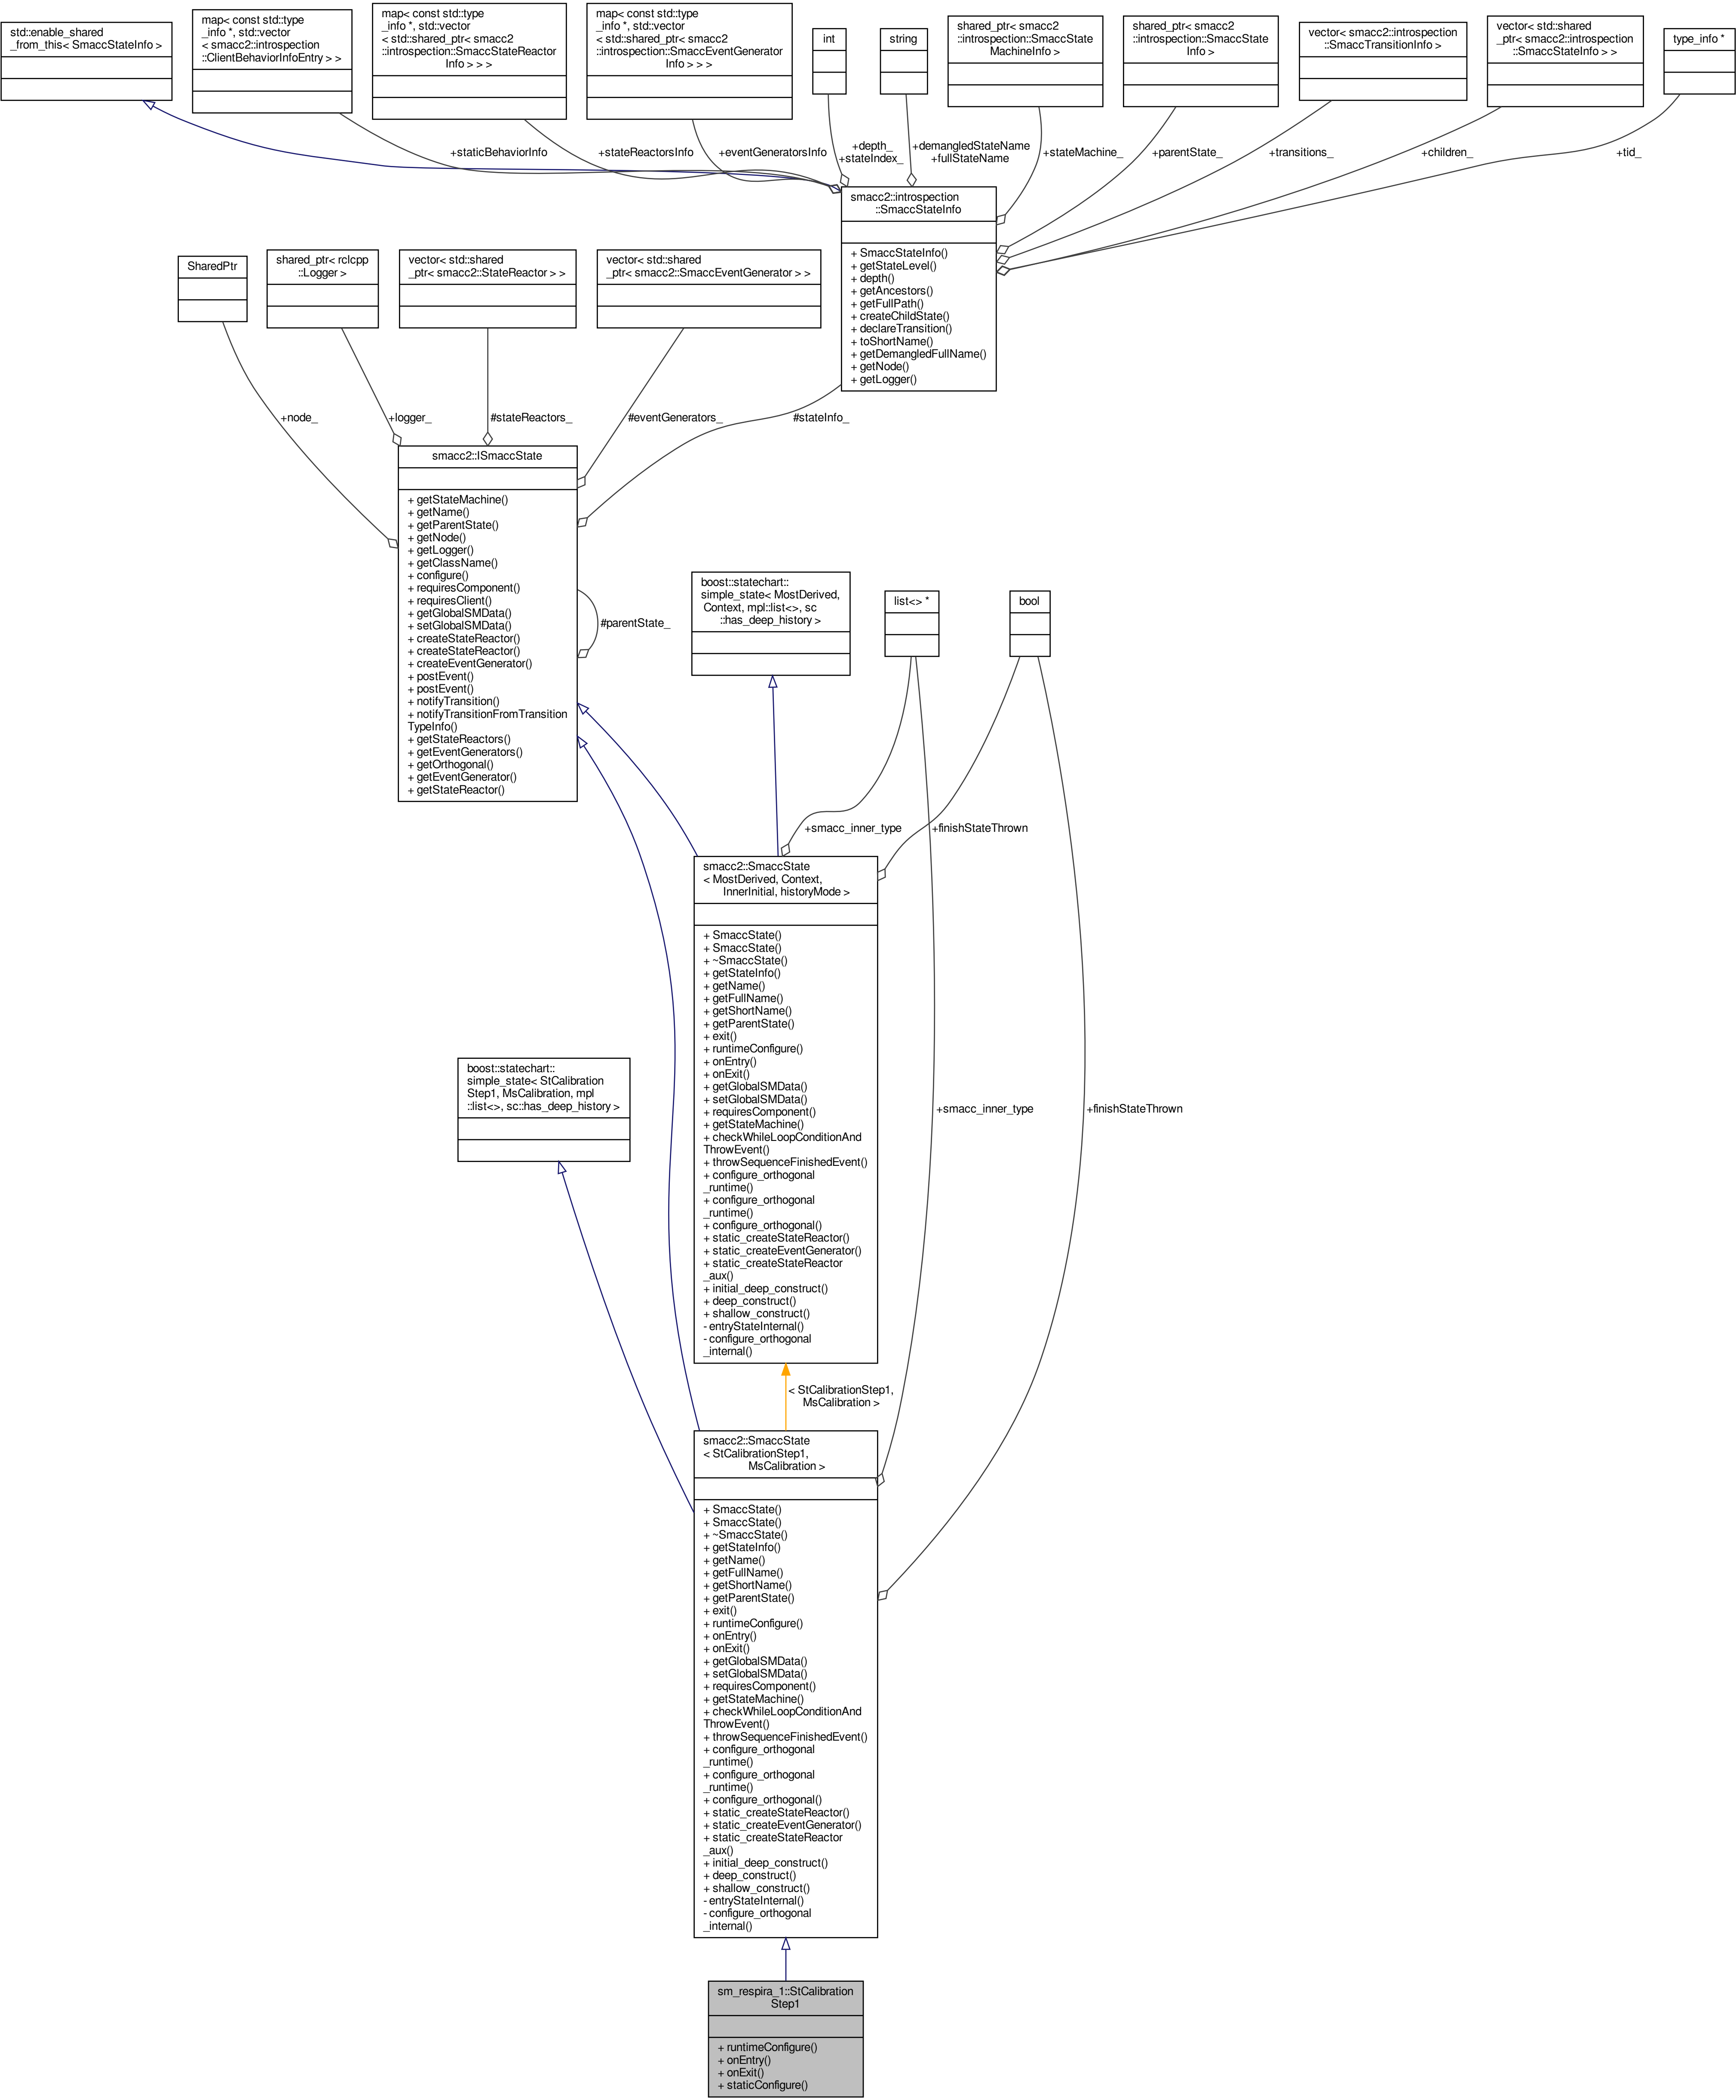 std::enable_shared
_from_this< SmaccStateInfo >
map< const std::type
_info *, std::vector
< smacc2::introspection
::ClientBehaviorInfoEntry > >
map< const std::type
_info *, std::vector
< std::shared_ptr< smacc2
::introspection::SmaccStateReactor
Info > > >
map< const std::type
_info *, std::vector
< std::shared_ptr< smacc2
::introspection::SmaccEventGenerator
Info > > >
int
string
shared_ptr< smacc2
::introspection::SmaccState
MachineInfo >
shared_ptr< smacc2
::introspection::SmaccState
Info >
vector< smacc2::introspection
::SmaccTransitionInfo >
vector< std::shared
_ptr< smacc2::introspection
::SmaccStateInfo > >
type_info *
+staticBehaviorInfo
+stateReactorsInfo
+eventGeneratorsInfo
+depth_
+stateIndex_
+demangledStateName
+fullStateName
+stateMachine_
+parentState_
+transitions_
+children_
+tid_
smacc2::introspection
::SmaccStateInfo
+ SmaccStateInfo()
+ getStateLevel()
+ depth()
+ getAncestors()
+ getFullPath()
+ createChildState()
+ declareTransition()
+ toShortName()
+ getDemangledFullName()
+ getNode()
+ getLogger()
SharedPtr
shared_ptr< rclcpp
::Logger >
vector< std::shared
_ptr< smacc2::StateReactor > >
vector< std::shared
_ptr< smacc2::SmaccEventGenerator > >
+node_
+logger_
#stateReactors_
#eventGenerators_
#stateInfo_
smacc2::ISmaccState
+ getStateMachine()
+ getName()
+ getParentState()
+ getNode()
+ getLogger()
+ getClassName()
+ configure()
+ requiresComponent()
+ requiresClient()
+ getGlobalSMData()
+ setGlobalSMData()
+ createStateReactor()
+ createStateReactor()
+ createEventGenerator()
+ postEvent()
+ postEvent()
+ notifyTransition()
+ notifyTransitionFromTransition
TypeInfo()
+ getStateReactors()
+ getEventGenerators()
+ getOrthogonal()
+ getEventGenerator()
+ getStateReactor()
#parentState_
boost::statechart::
simple_state< MostDerived,
Context, mpl::list<>, sc
::has_deep_history >
list<> *
bool
+smacc_inner_type
+finishStateThrown
smacc2::SmaccState
< MostDerived, Context,
InnerInitial, historyMode >
+ SmaccState()
+ SmaccState()
+ ~SmaccState()
+ getStateInfo()
+ getName()
+ getFullName()
+ getShortName()
+ getParentState()
+ exit()
+ runtimeConfigure()
+ onEntry()
+ onExit()
+ getGlobalSMData()
+ setGlobalSMData()
+ requiresComponent()
+ getStateMachine()
+ checkWhileLoopConditionAnd
ThrowEvent()
+ throwSequenceFinishedEvent()
+ configure_orthogonal
_runtime()
+ configure_orthogonal
_runtime()
+ configure_orthogonal()
+ static_createStateReactor()
+ static_createEventGenerator()
+ static_createStateReactor
_aux()
+ initial_deep_construct()
+ deep_construct()
+ shallow_construct()
- entryStateInternal()
- configure_orthogonal
_internal()
boost::statechart::
simple_state< StCalibration
Step1, MsCalibration, mpl
::list<>, sc::has_deep_history >
+smacc_inner_type
+finishStateThrown
< StCalibrationStep1,
MsCalibration >
smacc2::SmaccState
< StCalibrationStep1,
MsCalibration >
+ SmaccState()
+ SmaccState()
+ ~SmaccState()
+ getStateInfo()
+ getName()
+ getFullName()
+ getShortName()
+ getParentState()
+ exit()
+ runtimeConfigure()
+ onEntry()
+ onExit()
+ getGlobalSMData()
+ setGlobalSMData()
+ requiresComponent()
+ getStateMachine()
+ checkWhileLoopConditionAnd
ThrowEvent()
+ throwSequenceFinishedEvent()
+ configure_orthogonal
_runtime()
+ configure_orthogonal
_runtime()
+ configure_orthogonal()
+ static_createStateReactor()
+ static_createEventGenerator()
+ static_createStateReactor
_aux()
+ initial_deep_construct()
+ deep_construct()
+ shallow_construct()
- entryStateInternal()
- configure_orthogonal
_internal()
sm_respira_1::StCalibration
Step1
+ runtimeConfigure()
+ onEntry()
+ onExit()
+ staticConfigure()